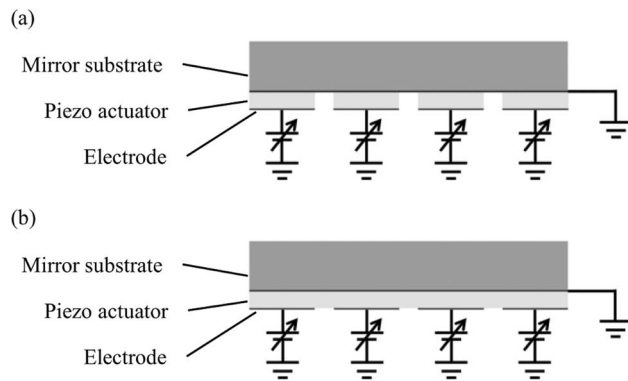 (a)
Mirror substrate
Piezo actuator
Electrode
(b)
Mirror substrate
Piezo actuator
Electrode